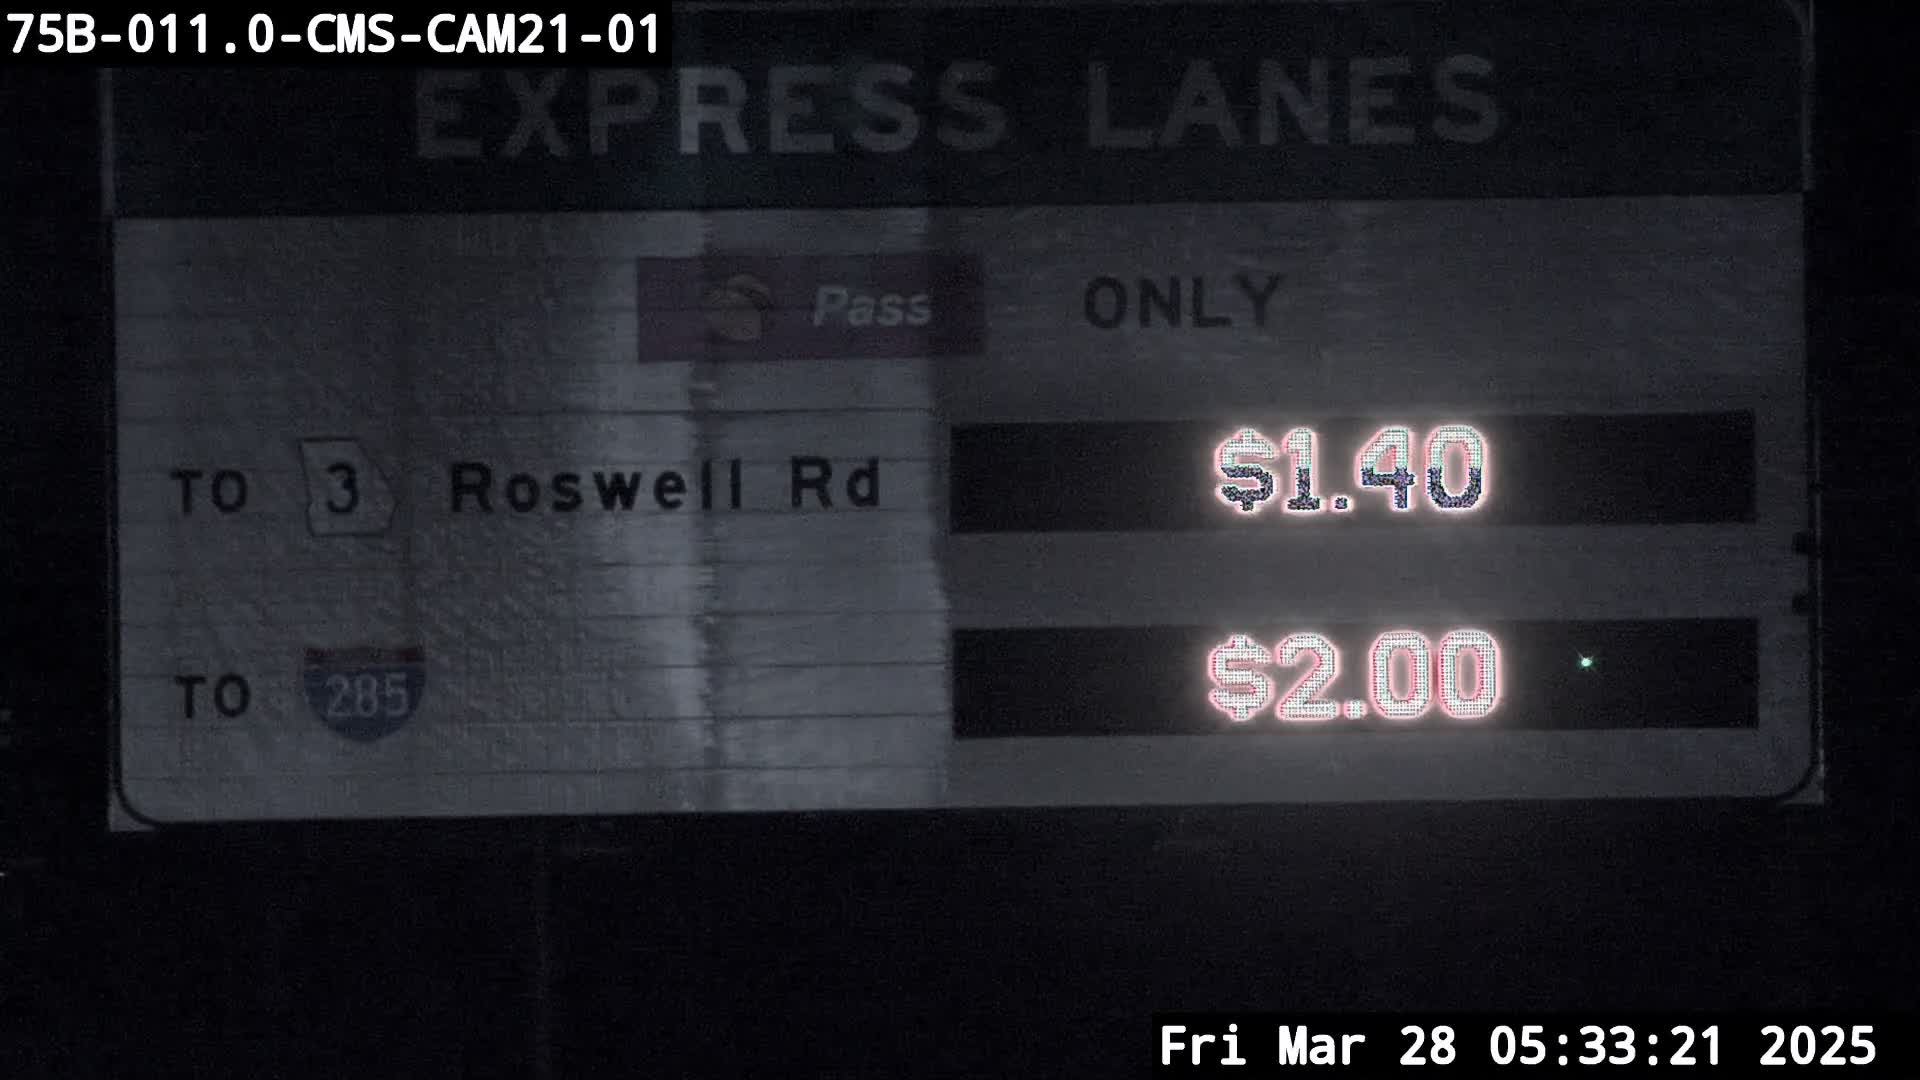 75B-011.0-CMS-CAM21-01
EXPRESS LANES
Pass ONLY
TO 3 Roswell Rd $1.40
TO 285 $2.00
Fri Mar 28 05:33:21 2025